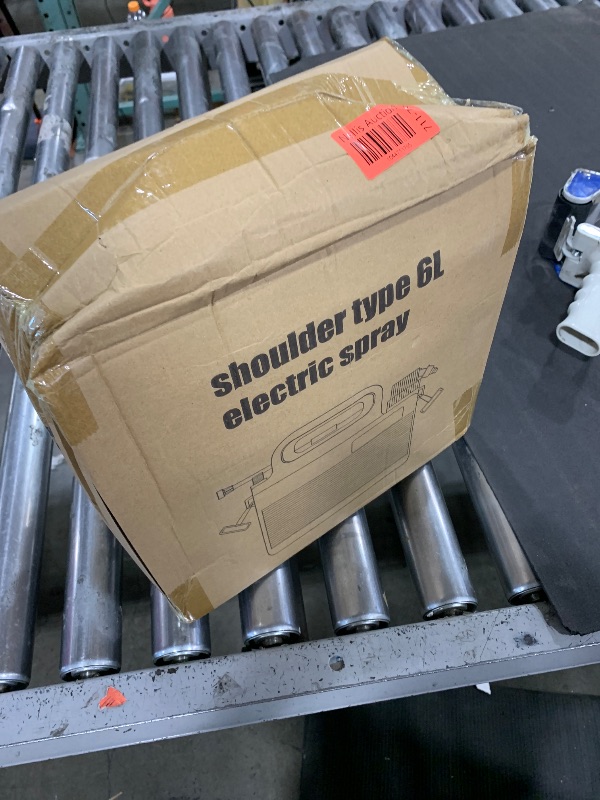 shoulder type 6L
electric spray